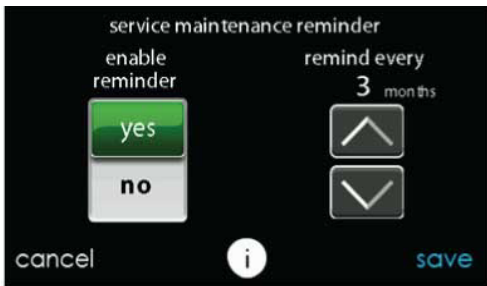 service maintenance reminder
enable
reminder
remind every
3 months
yes
no
cancel
i
save